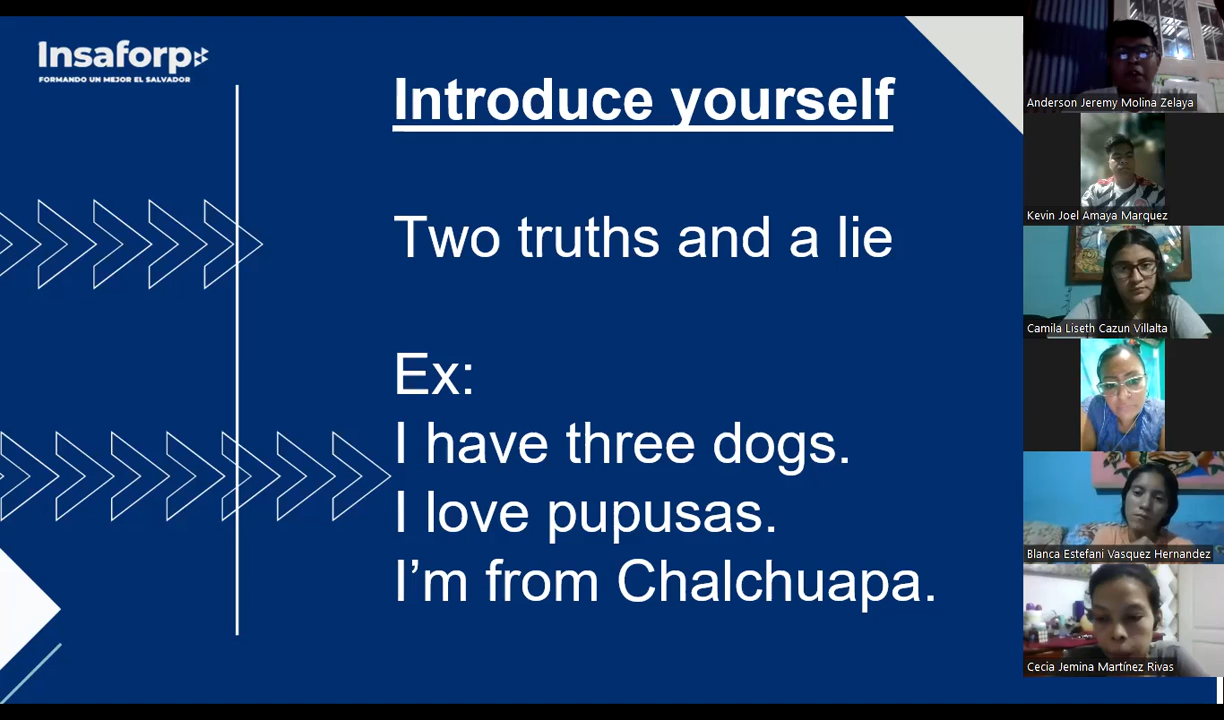 Insaforp
FORMANDO UN MEJOR EL SALVADOR
Introduce yourself
Two truths and a lie
Ex:
I have three dogs.
I love pupusas.
I’m from Chalchuapa.
Anderson Jeremy Molina Zelaya
Kevin Joel Amaya Marquez
Camila Liseth Cazun Villalta
Blanca Estefani Vasquez Hernandez
Cecia Jemina Martínez Rivas